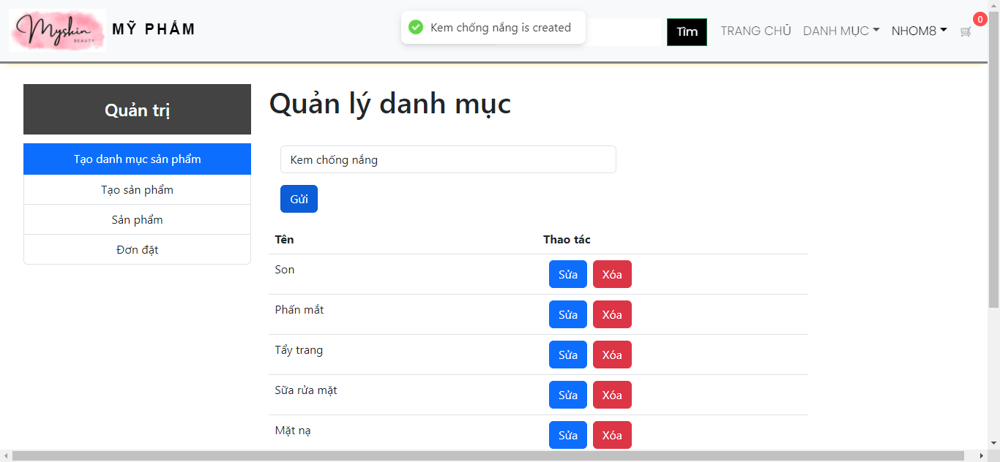 Myskin
BEAUTY
MỸ PHẨM
Kem chống nắng is created
Tìm
TRANG CHỦ
DANH MỤC
NHOM8
0
Quản trị
Tạo danh mục sản phẩm
Tạo sản phẩm
Sản phẩm
Đơn đặt
Quản lý danh mục
Kem chống nắng
Gửi
Tên Thao tác
Son Sửa Xóa
Phấn mắt Sửa Xóa
Tẩy trang Sửa Xóa
Sữa rửa mặt Sửa Xóa
Mặt nạ Sửa Xóa